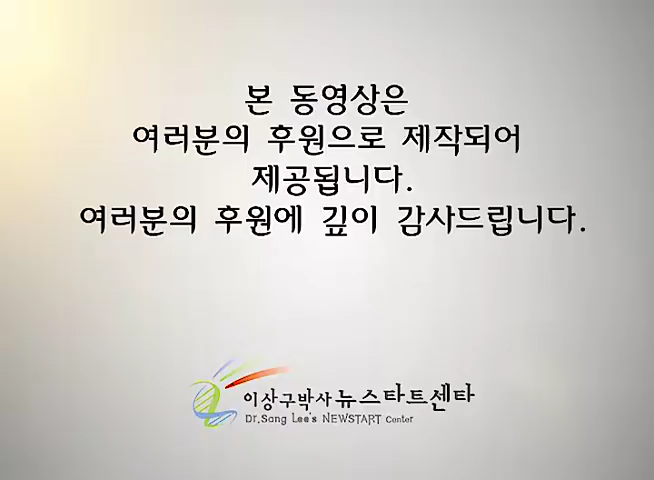 본 동영상은
여러분의 후원으로 제작되어
제공됩니다.
여러분의 후원에 깊이 감사드립니다.
이상구박사 뉴스타트센타
Dr.Sang Lee's NEWSTART Center